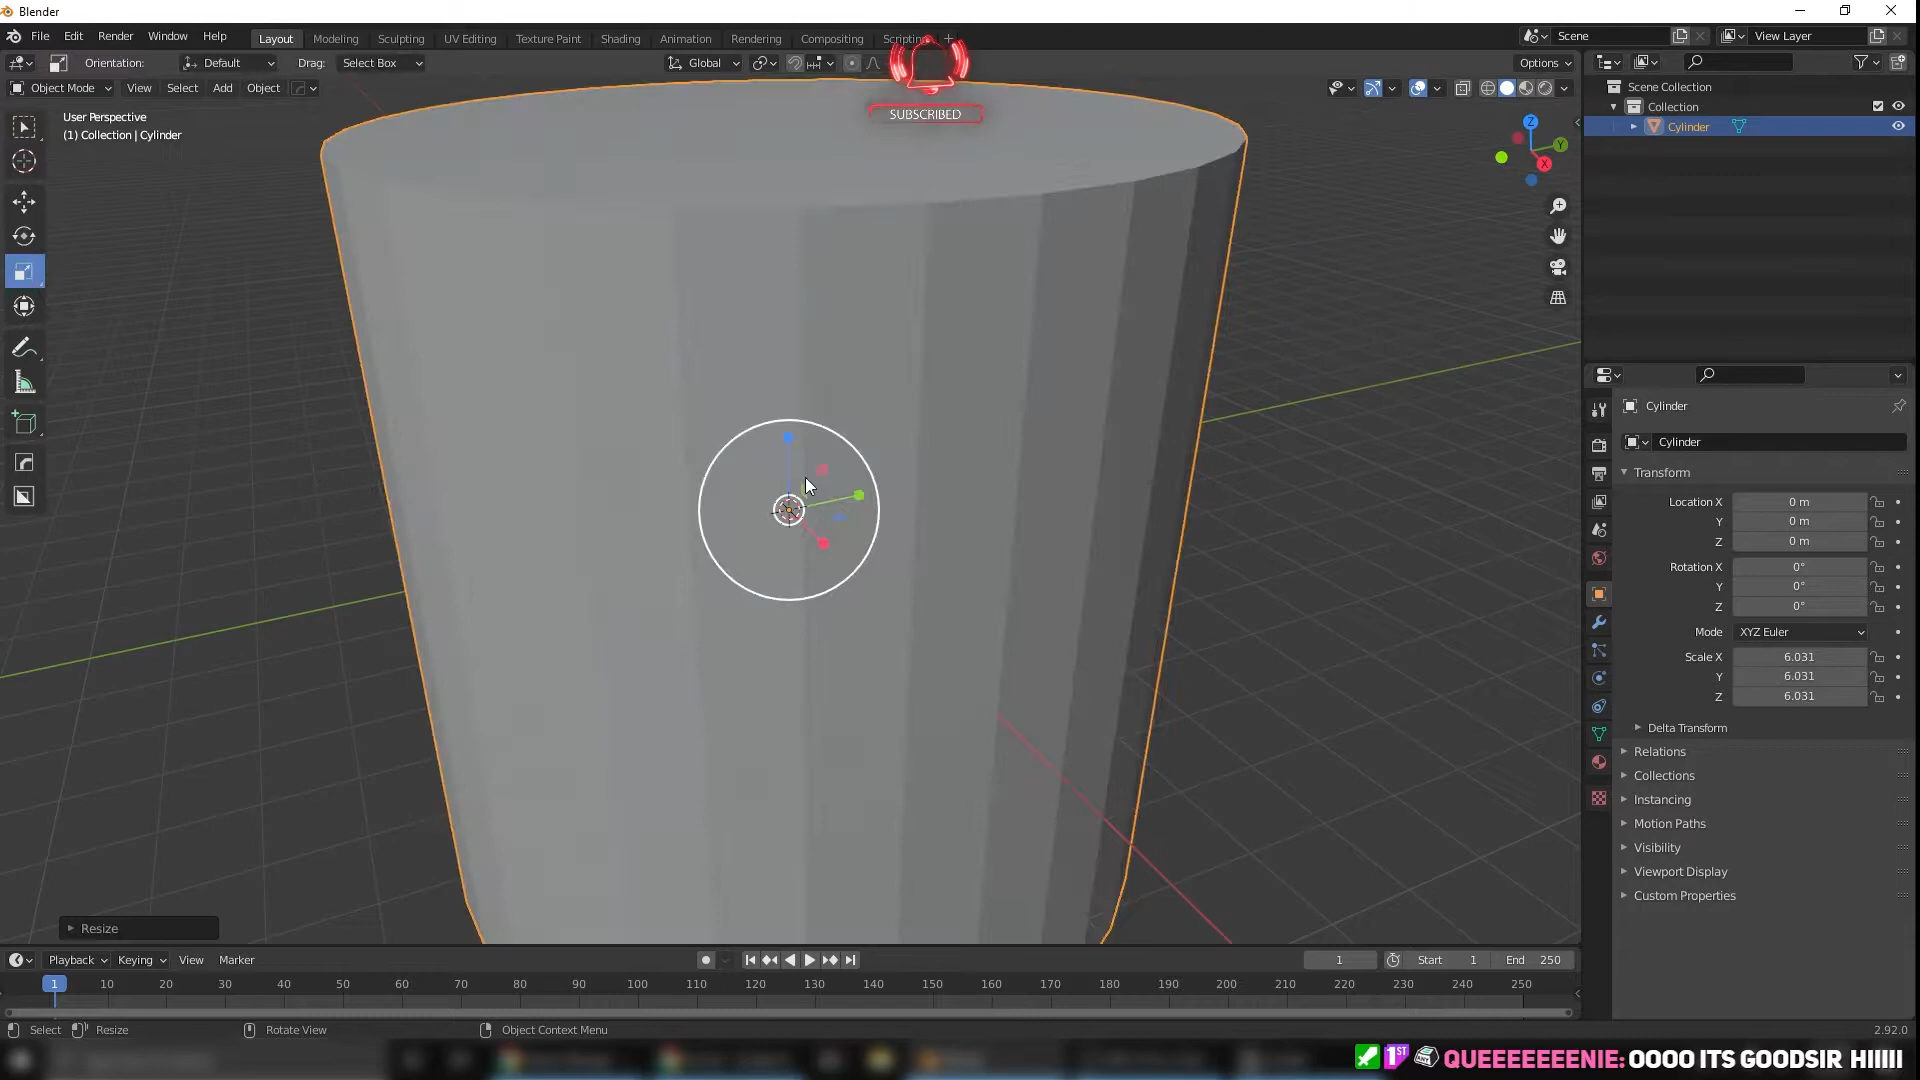 Blender
File Edit Render Window Help Layout Modeling Sculpting UV Editing Texture Paint Shading Animation Rendering Compositing Scripting + Scene View Layer
Orientation: Default Drag: Select Box Global Options
Object Mode View Select Add Object
User Perspective
(1) Collection | Cylinder
SUBSCRIBED
Z
Y
X
Scene Collection
Collection
Cylinder
Cylinder
Cylinder
Transform
Location X 0 m
Y 0 m
Z 0 m
Rotation X 0°
Y 0°
Z 0°
Mode XYZ Euler
Scale X 6.031
Y 6.031
Z 6.031
Delta Transform
Relations
Collections
Instancing
Motion Paths
Visibility
Viewport Display
Custom Properties
Resize
Playback Keying View Marker 1 Start 1 End 250
1 10 20 30 40 50 60 70 80 90 100 110 120 130 140 150 160 170 180 190 200 210 220 230 240 250
Select Resize Rotate View Object Context Menu 2.92.0
1ST QUEEEEEEENIE: OOOO ITS GOODSIR HIIIII